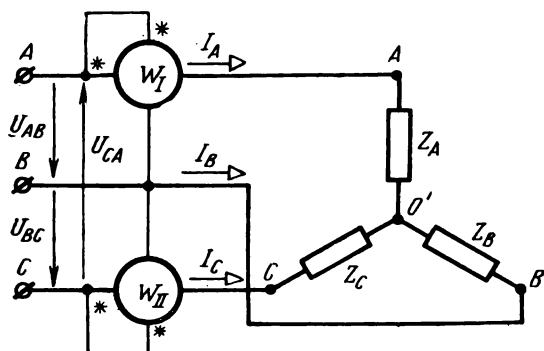 *
I_A
A
A
*
W_I
U_AB
U_CA
Z_A
B
I_B
O'
U_BC
Z_B
C
I_C
C
Z_C
B
W_II
*
*